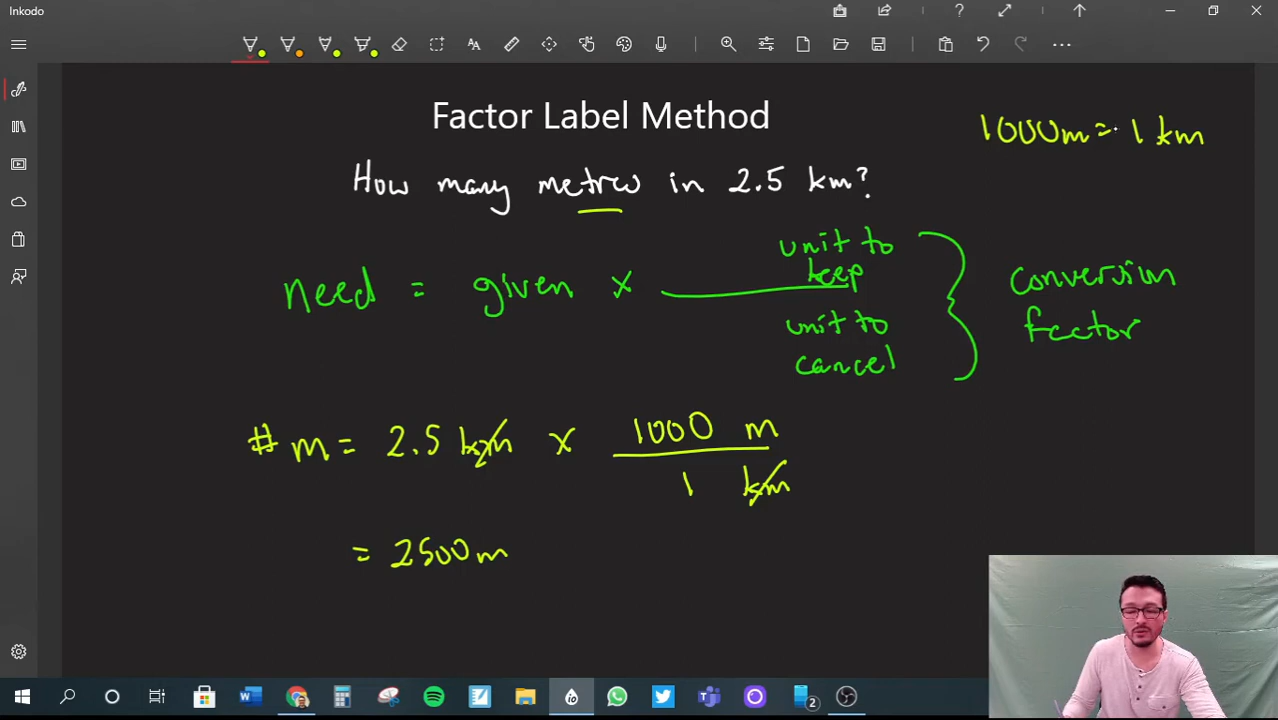 Inkodo
Factor Label Method
1000m = 1 km
How many metres in 2.5 km?
need = given x unit to keep
unit to cancel
conversion factor
# m = 2.5 km x 1000 m
1 km
= 2500 m
2